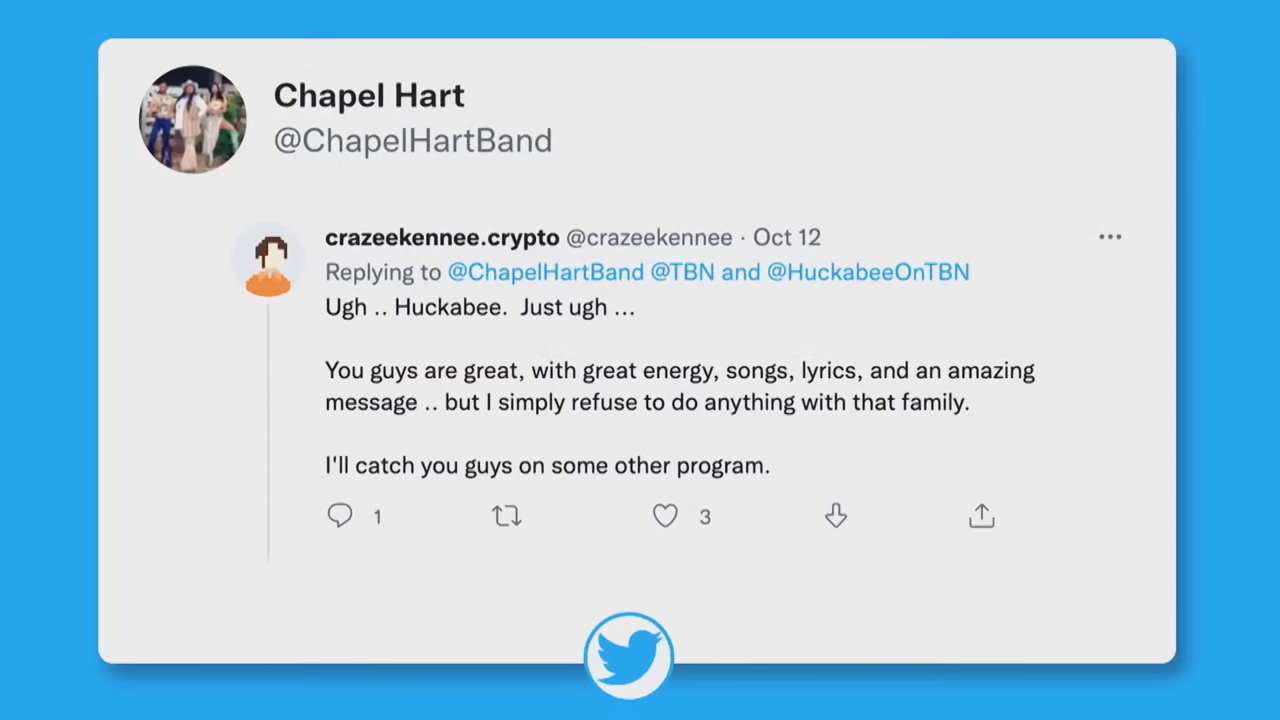 Chapel Hart
@ChapelHartBand
crazeekennee.crypto @crazeekennee · Oct 12
Replying to @ChapelHartBand @TBN and @HuckabeeOnTBN
Ugh .. Huckabee.  Just ugh ...
You guys are great, with great energy, songs, lyrics, and an amazing
message .. but I simply refuse to do anything with that family.
I'll catch you guys on some other program.
1 3